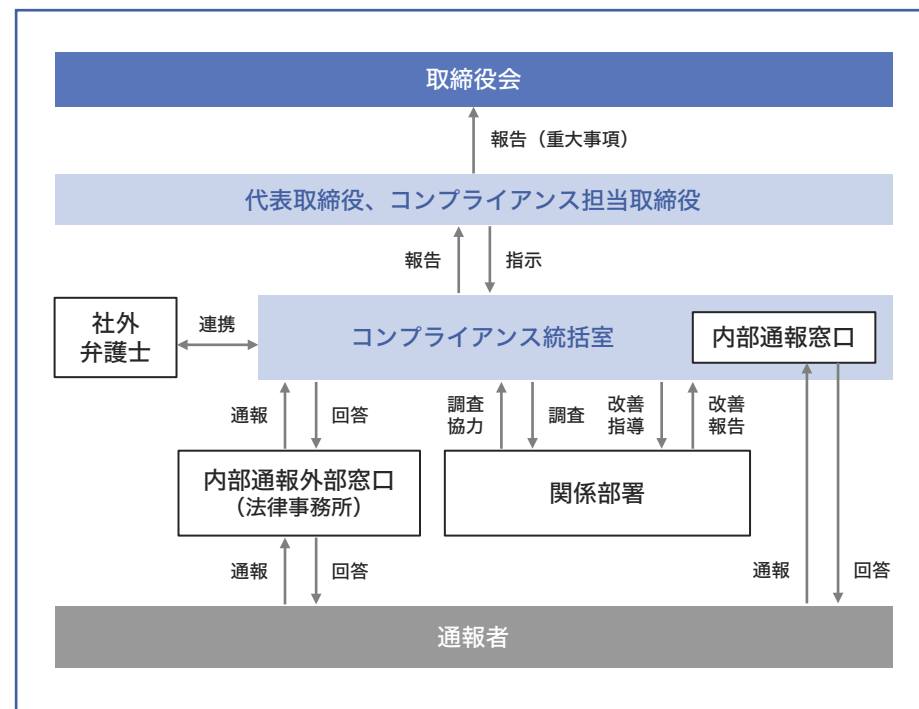 取締役会
報告（重大事項）
代表取締役、コンプライアンス担当取締役
報告
指示
社外
弁護士
連携
コンプライアンス統括室
内部通報窓口
通報
回答
調査
協力
調査
改善
指導
改善
報告
内部通報外部窓口
（法律事務所）
関係部署
通報
回答
通報
回答
通報者